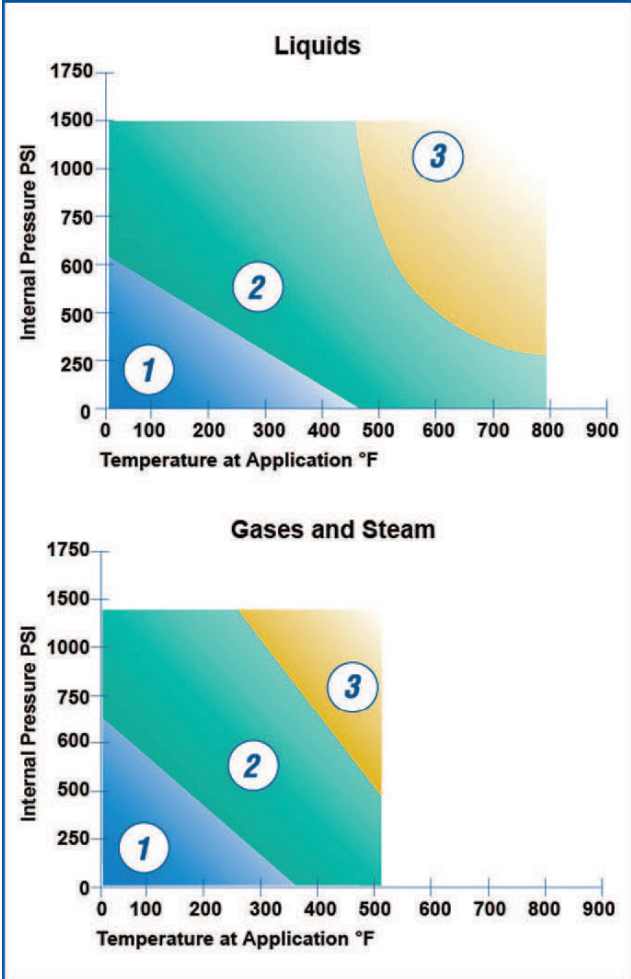 Liquids
1750
1500
1000
750
600
500
250
0
Internal Pressure PSI
3
2
1
0 100 200 300 400 500 600 700 800 900
Temperature at Application °F
Gases and Steam
1750
1500
1000
750
600
500
250
0
Internal Pressure PSI
3
2
1
0 100 200 300 400 500 600 700 800 900
Temperature at Application °F